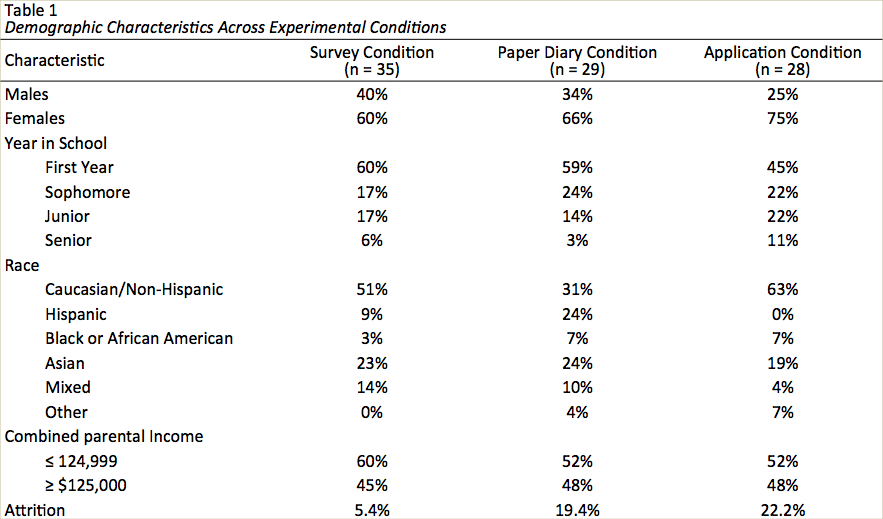 Table 1
Demographic Characteristics Across Experimental Conditions
Characteristic Survey Condition (n = 35) Paper Diary Condition (n = 29) Application Condition (n = 28)
Males 40% 34% 25%
Females 60% 66% 75%
Year in School
First Year 60% 59% 45%
Sophomore 17% 24% 22%
Junior 17% 14% 22%
Senior 6% 3% 11%
Race
Caucasian/Non-Hispanic 51% 31% 63%
Hispanic 9% 24% 0%
Black or African American 3% 7% 7%
Asian 23% 24% 19%
Mixed 14% 10% 4%
Other 0% 4% 7%
Combined parental Income
≤ 124,999 60% 52% 52%
≥ $125,000 45% 48% 48%
Attrition 5.4% 19.4% 22.2%